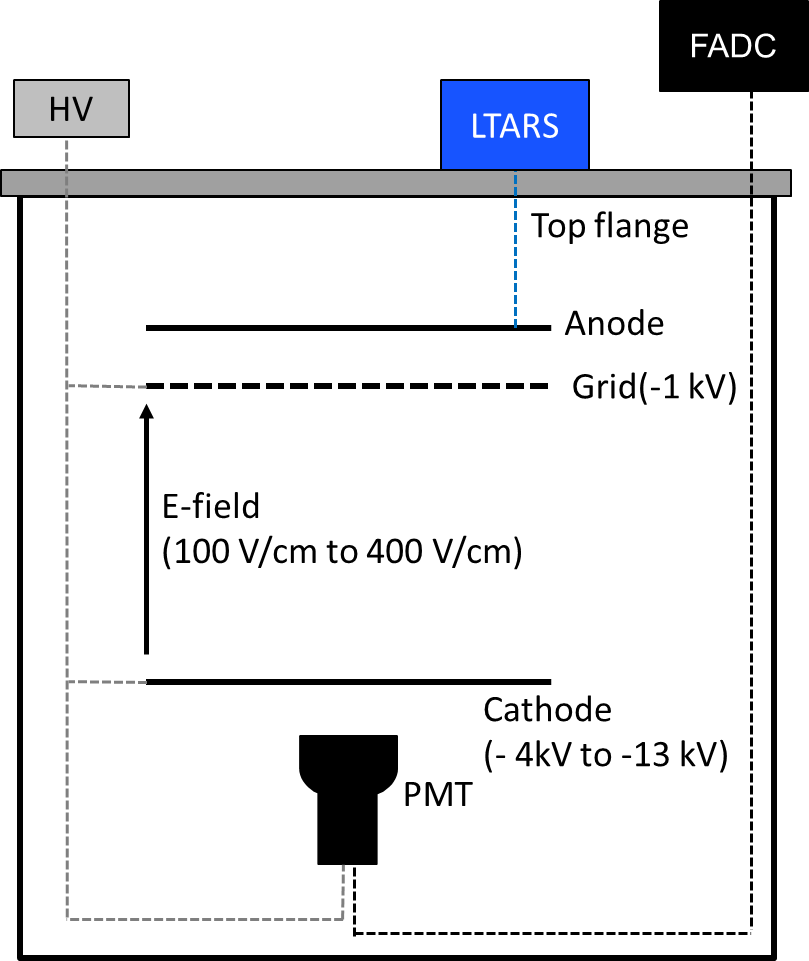 FADC
HV
LTARS
Top flange
Anode
Grid(-1 kV)
E-field
(100 V/cm to 400 V/cm)
Cathode
(- 4kV to -13 kV)
PMT